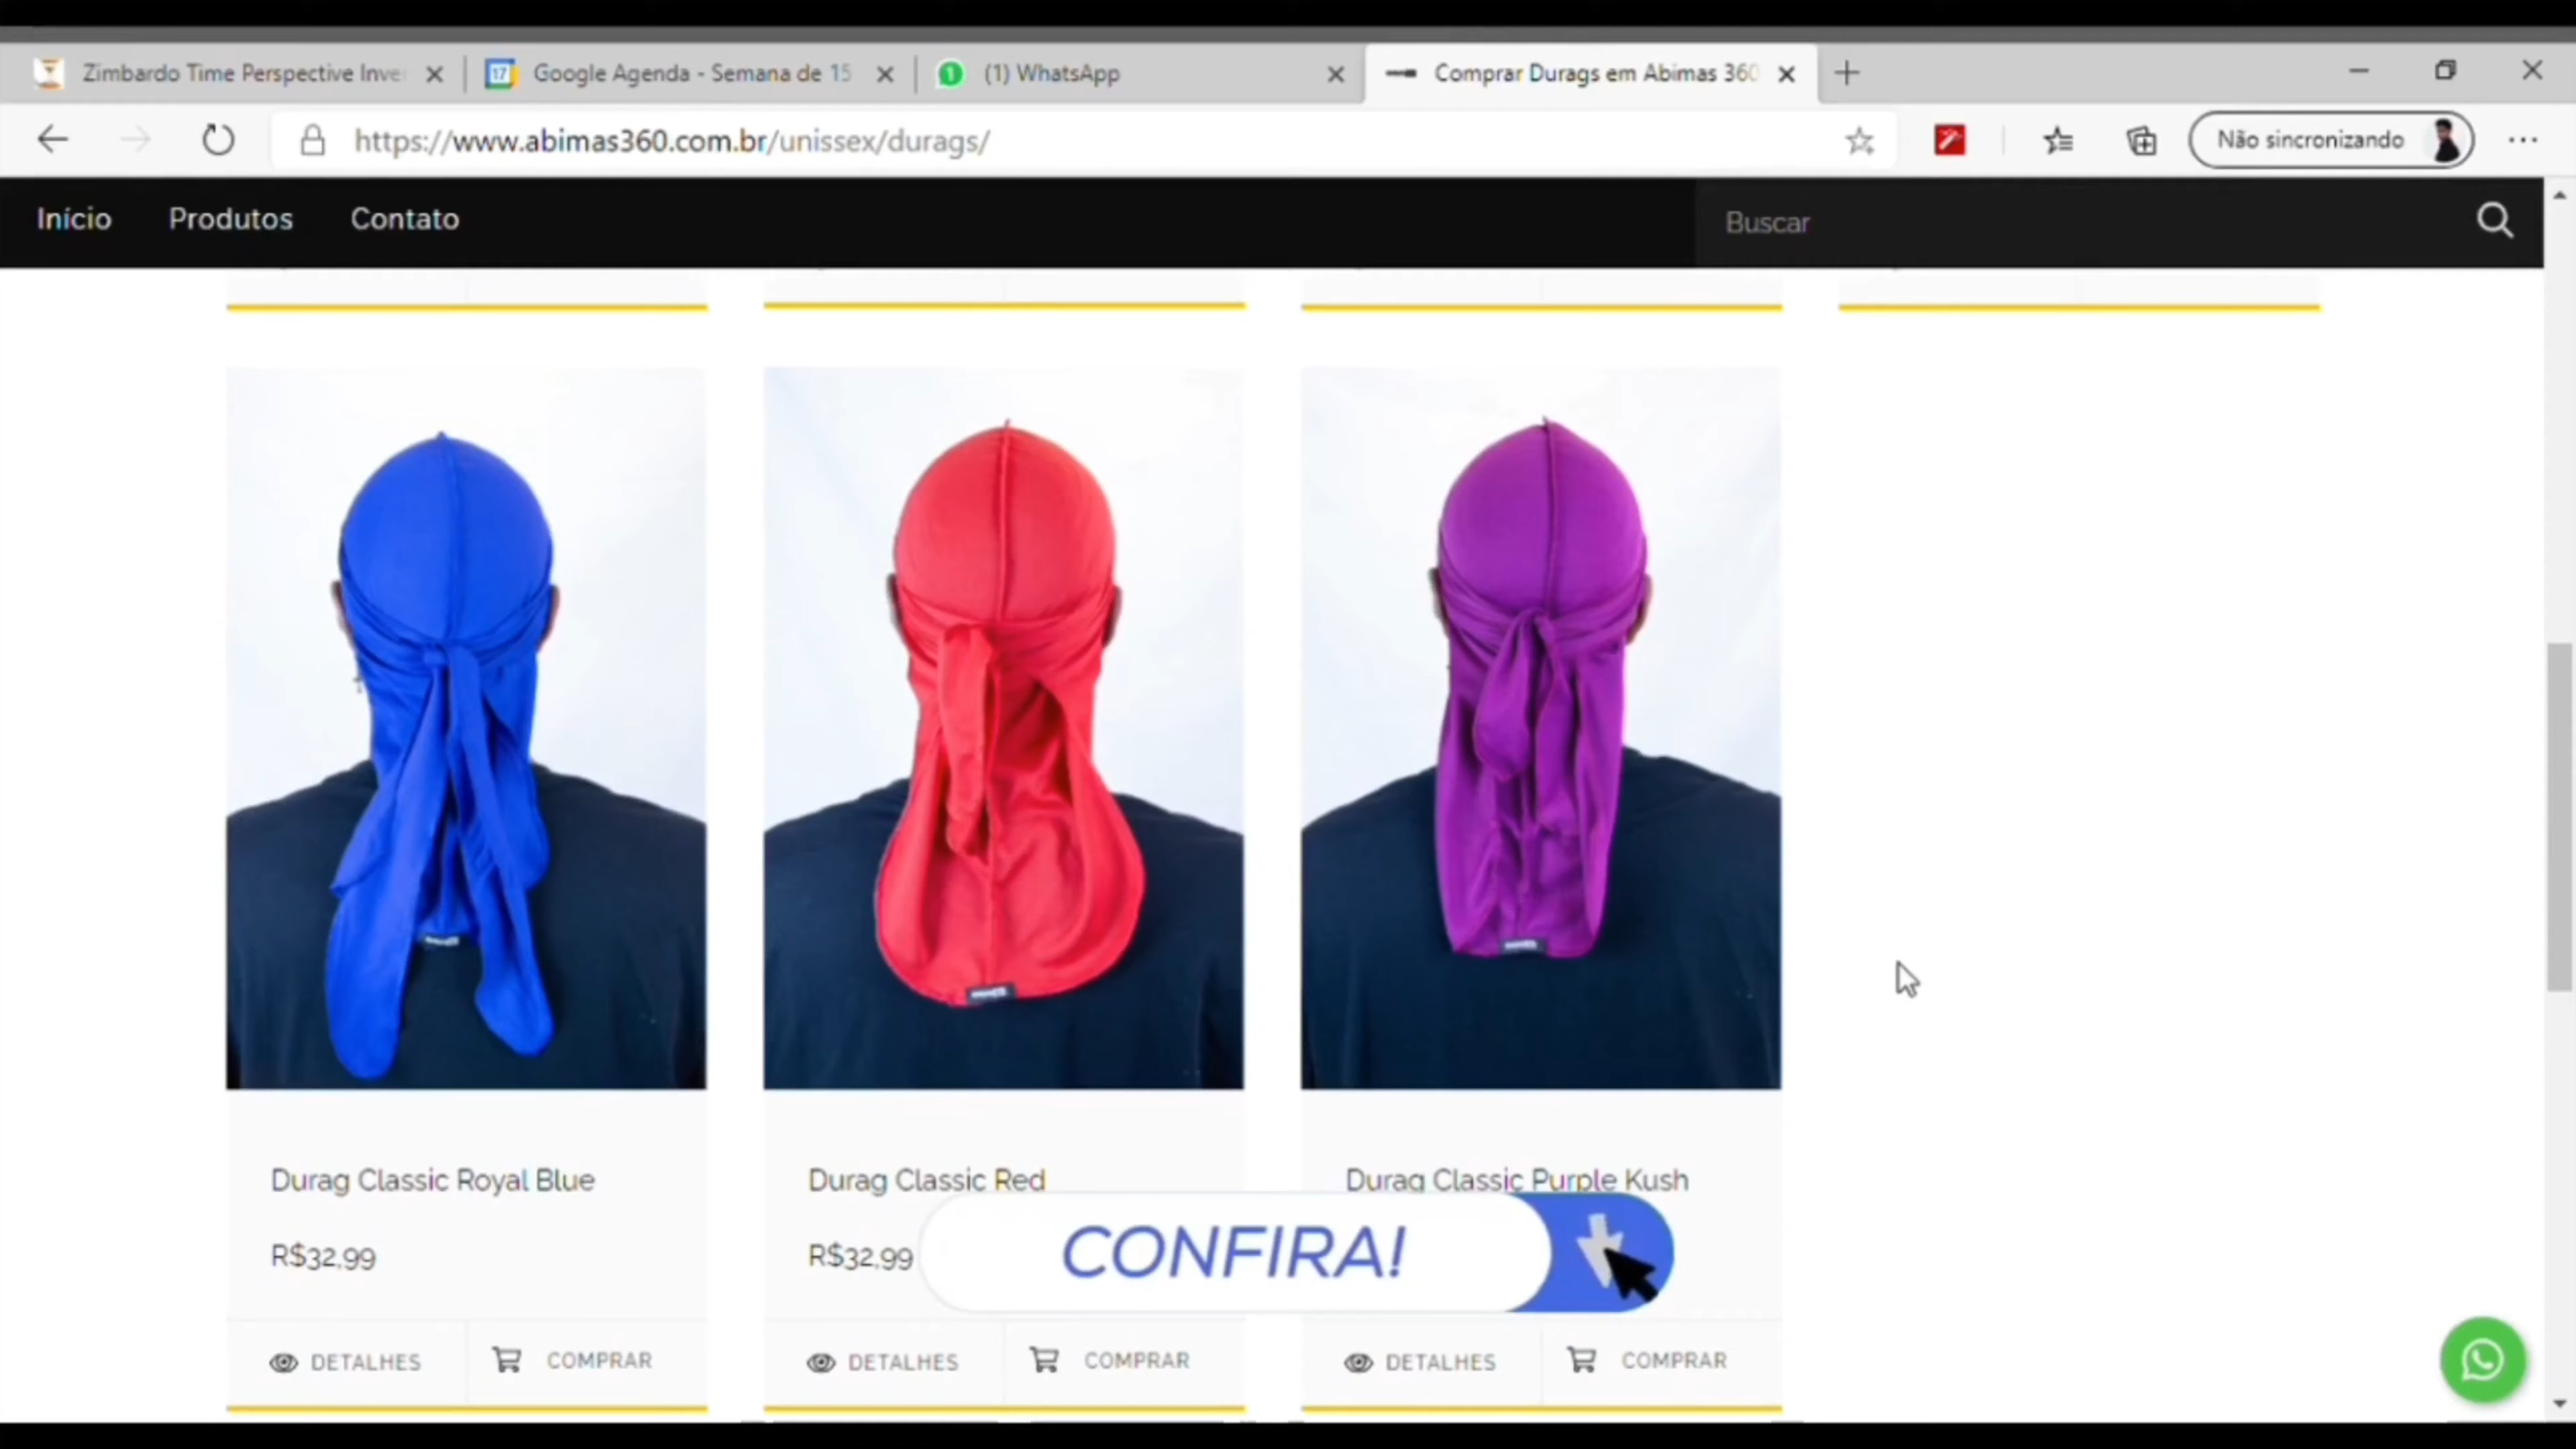 Zimbardo Time Perspective Inve
17
Google Agenda - Semana de 15
1
(1) WhatsApp
Comprar Durags em Abimas 360
https://www.abimas360.com.br/unissex/durags/
Não sincronizando
Início
Produtos
Contato
Buscar
Durag Classic Royal Blue
Durag Classic Red
Durag Classic Purple Kush
R$32,99
R$32,99
CONFIRA!
DETALHES
COMPRAR
DETALHES
COMPRAR
DETALHES
COMPRAR